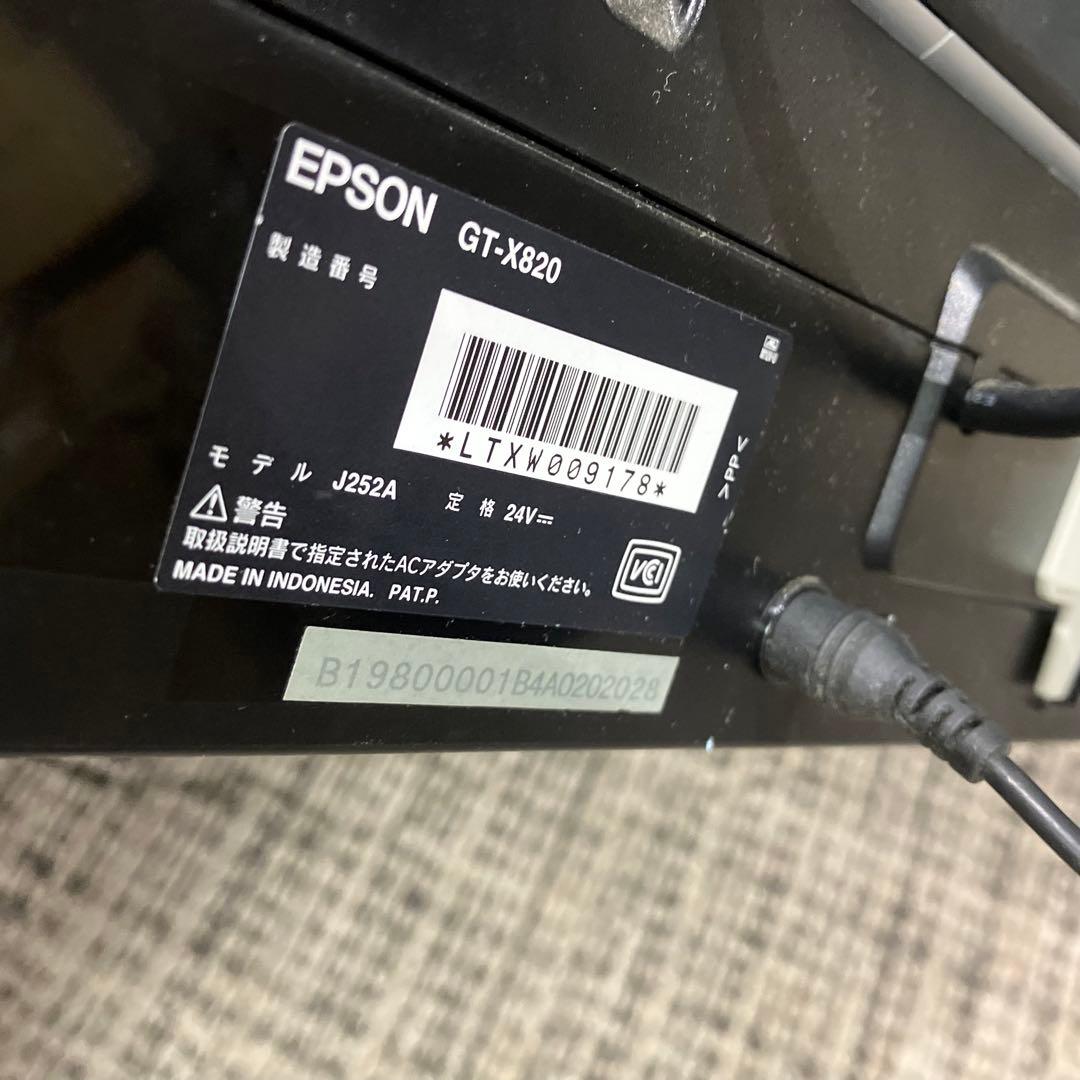 EPSON GT-X820
製造番号
*LTXW009178*
モデル J252A 定格 24V⎓
⚠警告
取扱説明書で指定されたACアダプタをお使いください。
MADE IN INDONESIA. PAT.P.
VCI
>PP<
B19800001B4A0202028